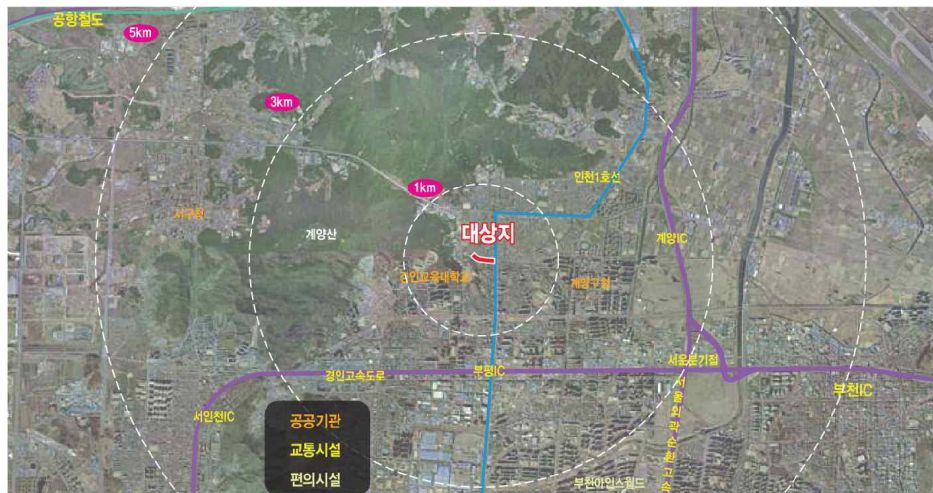 공항철도
5km
3km
인천1호선
1km
서구청
계양산
대상지
계양IC
경인교육대학교
계양구청
서운분기점
경인고속도로
부평IC
부천IC
서인천IC
서울외곽순환고속
공공기관
교통시설
편의시설
부천아인스월드